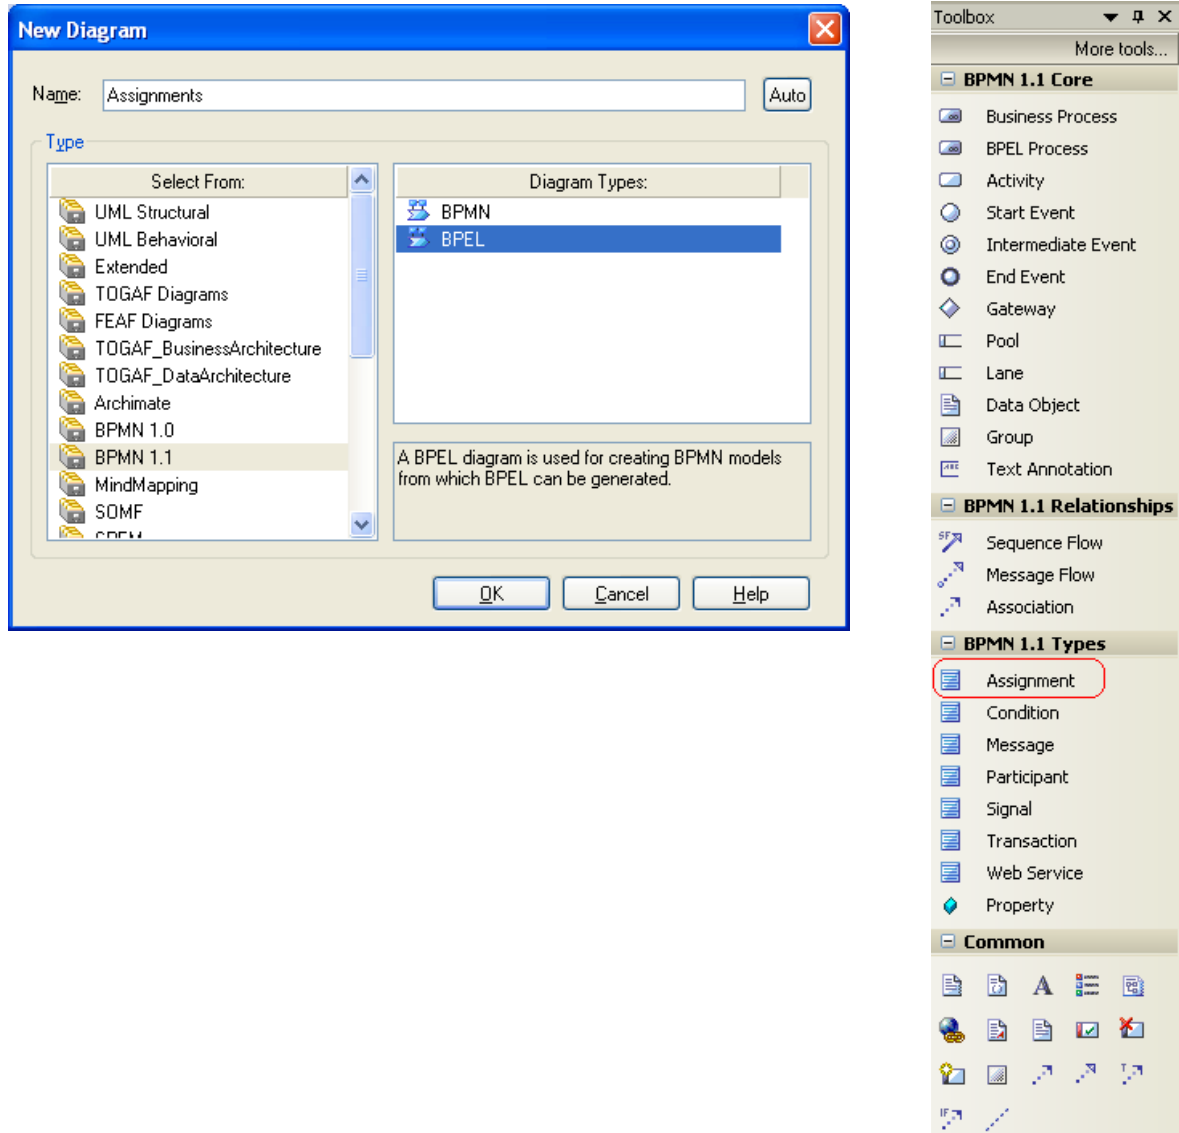 New Diagram
Name: Assignments Auto
Type
Select From:
UML Structural
UML Behavioral
Extended
TOGAF Diagrams
FEAF Diagrams
TOGAF_BusinessArchitecture
TOGAF_DataArchitecture
Archimate
BPMN 1.0
BPMN 1.1
MindMapping
SOMF
Diagram Types:
BPMN
BPEL
A BPEL diagram is used for creating BPMN models
from which BPEL can be generated.
OK Cancel Help
Toolbox
More tools...
BPMN 1.1 Core
Business Process
BPEL Process
Activity
Start Event
Intermediate Event
End Event
Gateway
Pool
Lane
Data Object
Group
Text Annotation
BPMN 1.1 Relationships
Sequence Flow
Message Flow
Association
BPMN 1.1 Types
Assignment
Condition
Message
Participant
Signal
Transaction
Web Service
Property
Common